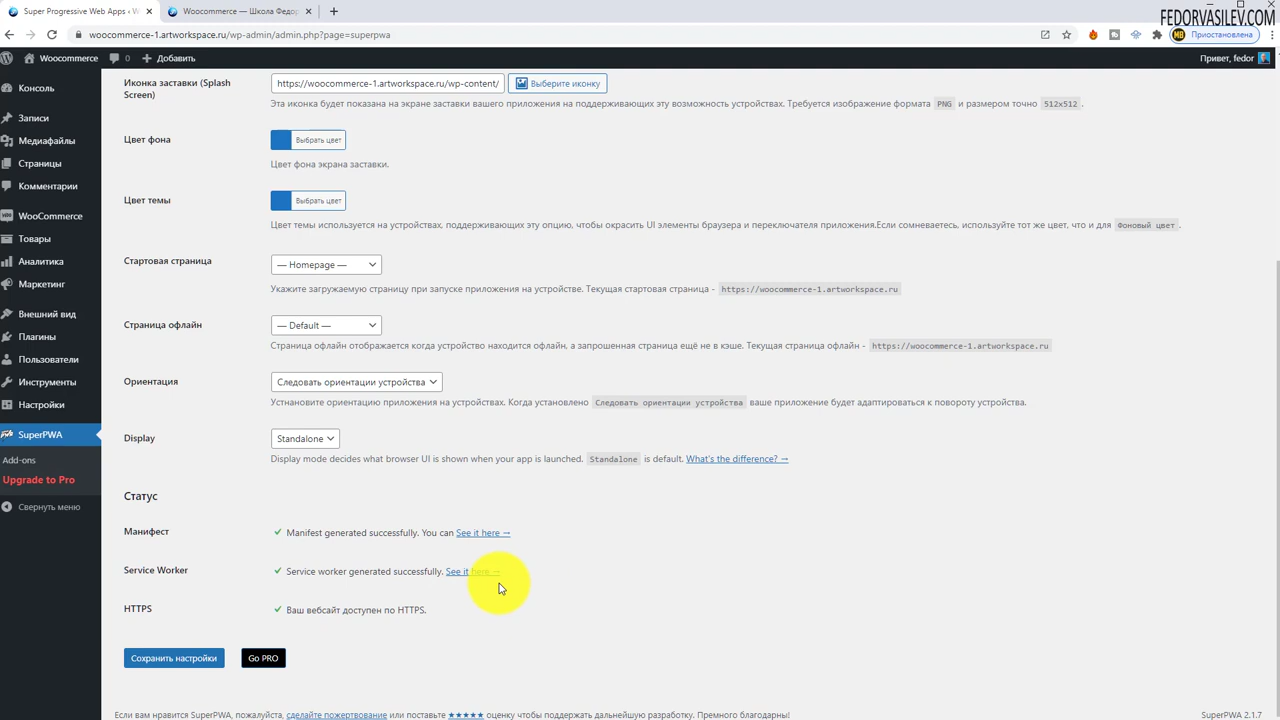 Super Progressive Web Apps ‹ W
Woocommerce — Школа Федор
FEDORVASILEV.COM
woocommerce-1.artworkspace.ru/wp-admin/admin.php?page=superpwa
MB
Приостановлена
Woocommerce
0
Добавить
Привет, fedor
Консоль
Записи
Медиафайлы
Страницы
Комментарии
WooCommerce
Товары
Аналитика
Маркетинг
Внешний вид
Плагины
Пользователи
Инструменты
Настройки
SuperPWA
Add-ons
Upgrade to Pro
Свернуть меню
Иконка заставки (Splash Screen)
https://woocommerce-1.artworkspace.ru/wp-content/
Выберите иконку
Эта иконка будет показана на экране заставки вашего приложения на поддерживающих эту возможность устройствах. Требуется изображение формата PNG и размером точно 512x512.
Цвет фона
Выбрать цвет
Цвет фона экрана заставки.
Цвет темы
Выбрать цвет
Цвет темы используется на устройствах, поддерживающих эту опцию, чтобы окрасить UI элементы браузера и переключателя приложения.Если сомневаетесь, используйте тот же цвет, что и для Фоновый цвет.
Стартовая страница
— Homepage —
Укажите загружаемую страницу при запуске приложения на устройстве. Текущая стартовая страница - https://woocommerce-1.artworkspace.ru
Страница офлайн
— Default —
Страница офлайн отображается когда устройство находится офлайн, а запрошенная страница ещё не в кэше. Текущая страница офлайн - https://woocommerce-1.artworkspace.ru
Ориентация
Следовать ориентации устройства
Устнановите ориентацию приложения на устройствах. Когда установлено Следовать ориентации устройства ваше приложение будет адаптироваться к повороту устройства.
Display
Standalone
Display mode decides what browser UI is shown when your app is launched. Standalone is default. What's the difference? →
Статус
Манифест
Manifest generated successfully. You can See it here →
Service Worker
Service worker generated successfully. See it here →
HTTPS
Ваш вебсайт доступен по HTTPS.
Сохранить настройки
Go PRO
Если вам нравится SuperPWA, пожалуйста, сделайте пожертвование или поставьте ★★★★★ оценку чтобы поддержать дальнейшую разработку. Премного благодарны!
SuperPWA 2.1.7